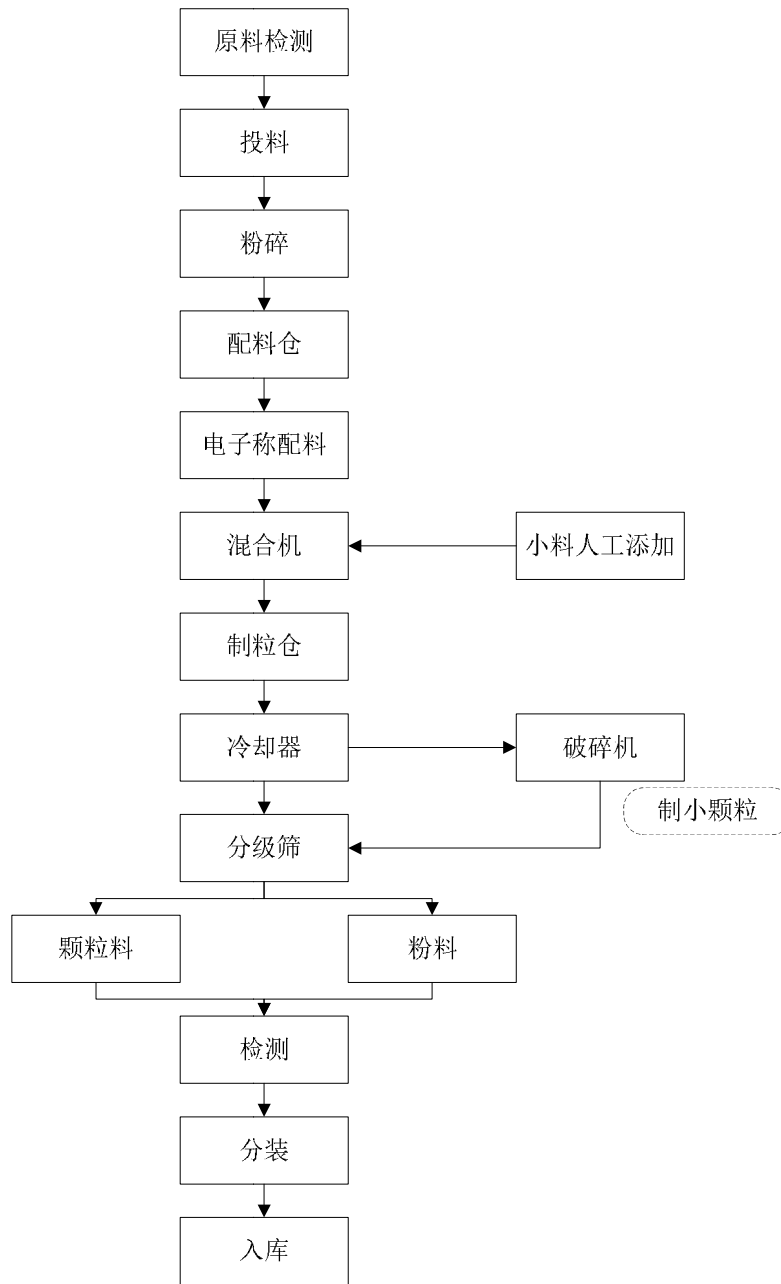 原料检测
投料
粉碎
配料仓
电子称配料
混合机
小料人工添加
制粒仓
冷却器
破碎机
制小颗粒
分级筛
颗粒料
粉料
检测
分装
入库